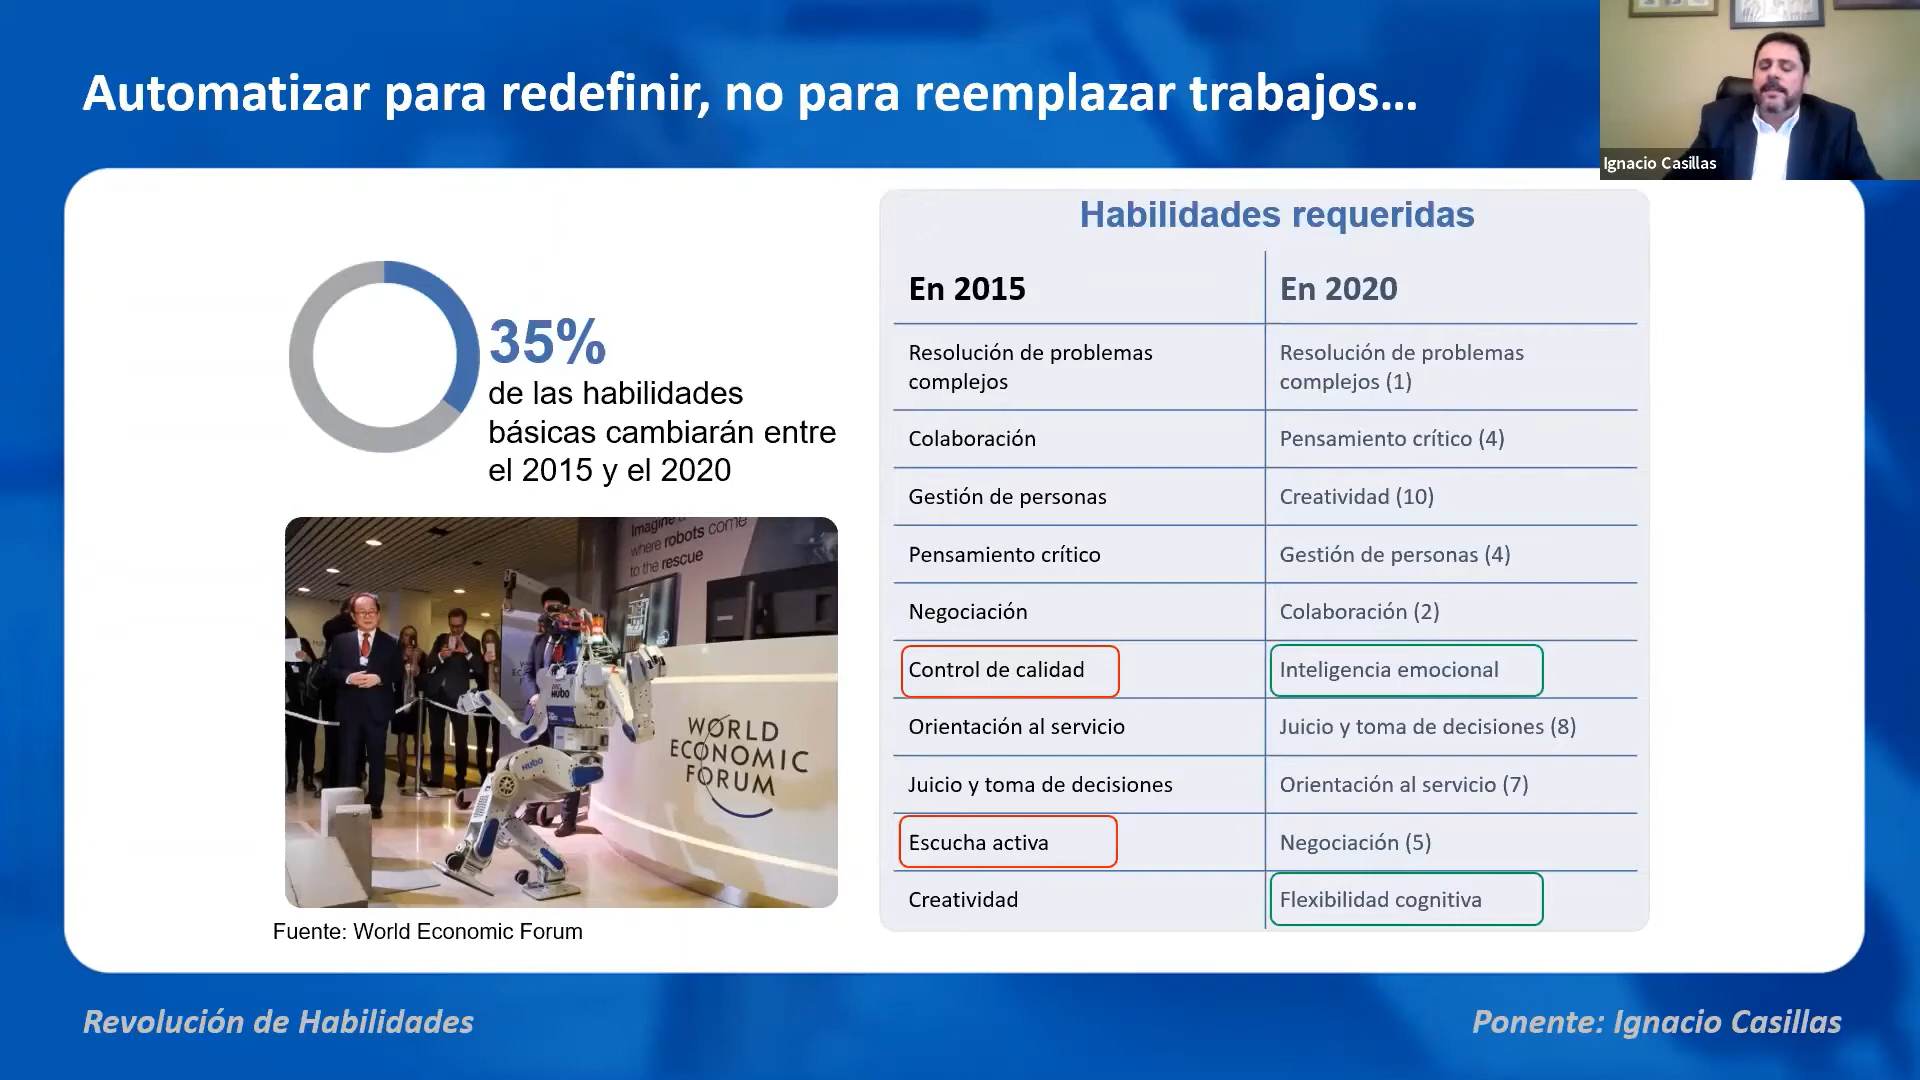 Automatizar para redefinir, no para reemplazar trabajos...
Ignacio Casillas
35%
de las habilidades
básicas cambiarán entre
el 2015 y el 2020
Imagine a
where robots come
to the rescue
HUBO
HUBO
WORLD
ECONOMIC
FORUM
Fuente: World Economic Forum
Habilidades requeridas
En 2015
En 2020
Resolución de problemas
complejos
Resolución de problemas
complejos (1)
Colaboración
Pensamiento crítico (4)
Gestión de personas
Creatividad (10)
Pensamiento crítico
Gestión de personas (4)
Negociación
Colaboración (2)
Control de calidad
Inteligencia emocional
Orientación al servicio
Juicio y toma de decisiones (8)
Juicio y toma de decisiones
Orientación al servicio (7)
Escucha activa
Negociación (5)
Creatividad
Flexibilidad cognitiva
Revolución de Habilidades
Ponente: Ignacio Casillas